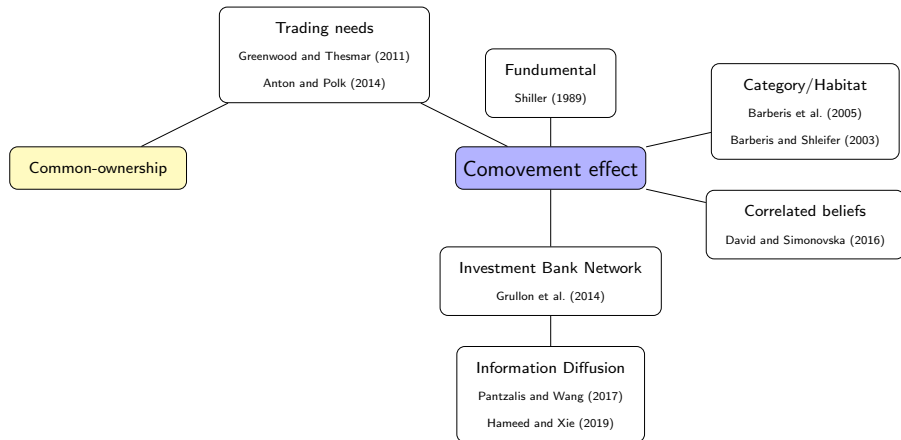 Trading needs
Greenwood and Thesmar (2011)
Anton and Polk (2014)
Fundumental
Shiller (1989)
Category/Habitat
Barberis et al. (2005)
Barberis and Shleifer (2003)
Common-ownership
Comovement effect
Correlated beliefs
David and Simonovska (2016)
Investment Bank Network
Grullon et al. (2014)
Information Diffusion
Pantzalis and Wang (2017)
Hameed and Xie (2019)